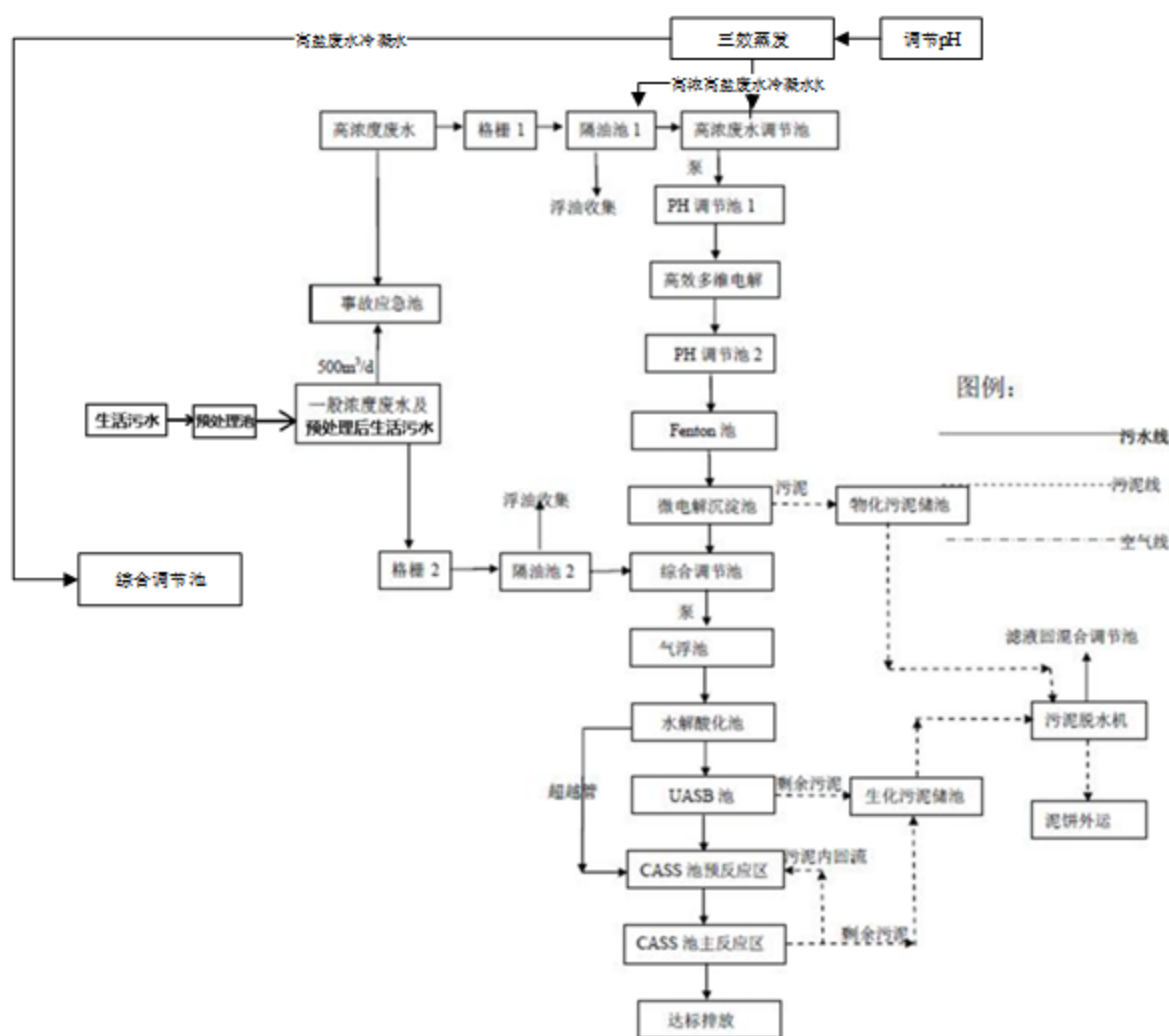 高盐废水冷凝水
三效蒸发
调节pH
高浓高盐废水冷凝水
高浓度废水
格栅 1
隔油池 1
高浓废水调节池
泵
浮油收集
PH 调节池 1
高效多维电解
事故应急池
500m³/d
PH 调节池 2
图例：
生活污水
预处理池
一般浓度废水及
预处理后生活污水
Fenton 池
污水线
浮油收集
微电解沉淀池
污泥
物化污泥储池
污泥线
空气线
综合调节池
格栅 2
隔油池 2
综合调节池
泵
气浮池
滤液回混合调节池
水解酸化池
污泥脱水机
超越管
UASB 池
剩余污泥
生化污泥储池
泥饼外运
CASS 池预反应区
污泥内回流
CASS 池主反应区
剩余污泥
达标排放